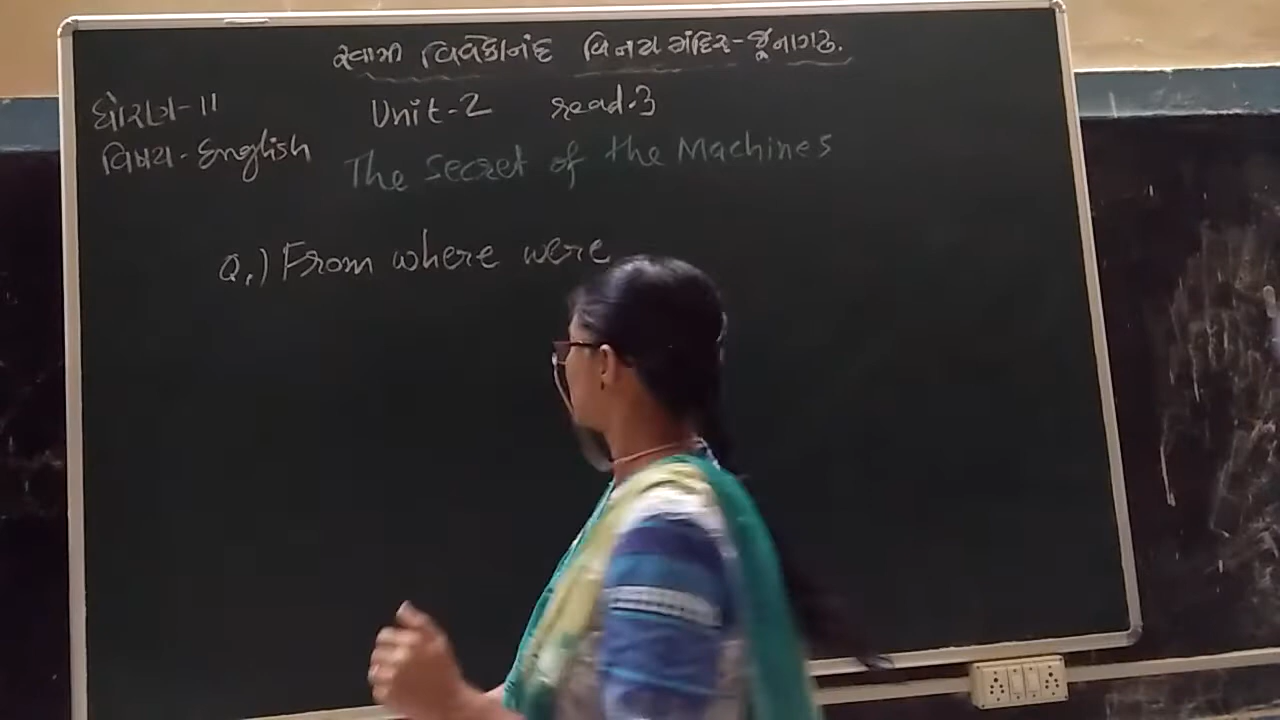 સ્વામી વિવેકાનંદ વિનય મંદિર-જૂનાગઢ.
ધોરણ-11 Unit-2 read.3
વિષય-English The Secret of the Machines
Q.) From where were